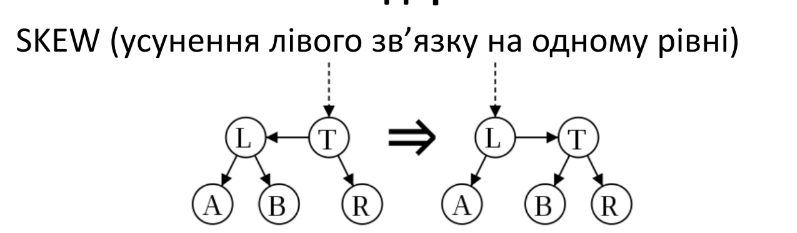 SKEW (усунення лівого зв’язку на одному рівні)
L T ⇒ L T
A B R A B R